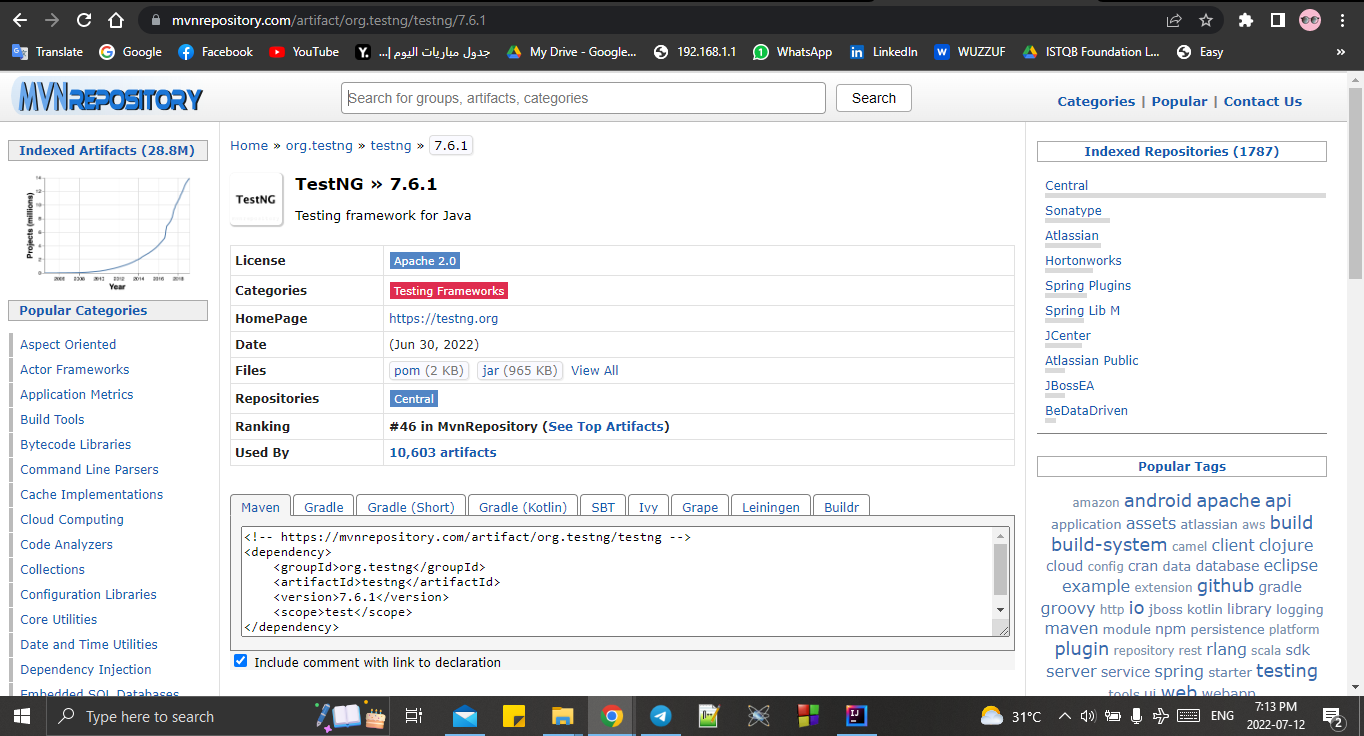 mvnrepository.com/artifact/org.testng/testng/7.6.1
Translate Google Facebook YouTube جدول مباريات اليوم |... My Drive - Google... 192.168.1.1 WhatsApp LinkedIn WUZZUF ISTQB Foundation L... Easy »
MVNREPOSITORY
Search for groups, artifacts, categories
Search
Categories | Popular | Contact Us
Indexed Artifacts (28.8M)
Projects (millions)
Year
Popular Categories
Aspect Oriented
Actor Frameworks
Application Metrics
Build Tools
Bytecode Libraries
Command Line Parsers
Cache Implementations
Cloud Computing
Code Analyzers
Collections
Configuration Libraries
Core Utilities
Date and Time Utilities
Dependency Injection
Embedded SQL Databases
Home » org.testng » testng » 7.6.1
TestNG
TestNG » 7.6.1
Testing framework for Java
License Apache 2.0
Categories Testing Frameworks
HomePage https://testng.org
Date (Jun 30, 2022)
Files pom (2 KB) jar (965 KB) View All
Repositories Central
Ranking #46 in MvnRepository (See Top Artifacts)
Used By 10,603 artifacts
Maven Gradle Gradle (Short) Gradle (Kotlin) SBT Ivy Grape Leiningen Buildr
<!-- https://mvnrepository.com/artifact/org.testng/testng -->
<dependency>
<groupId>org.testng</groupId>
<artifactId>testng</artifactId>
<version>7.6.1</version>
<scope>test</scope>
</dependency>
Include comment with link to declaration
Indexed Repositories (1787)
Central
Sonatype
Atlassian
Hortonworks
Spring Plugins
Spring Lib M
JCenter
Atlassian Public
JBossEA
BeDataDriven
Popular Tags
amazon android apache api
application assets atlassian aws build
build-system camel client clojure
cloud config cran data database eclipse
example extension github gradle
groovy http io jboss kotlin library logging
maven module npm persistence platform
plugin repository rest rlang scala sdk
server service spring starter testing
tools ui web webapp
Type here to search
31°C
ENG
7:13 PM
2022-07-12
2